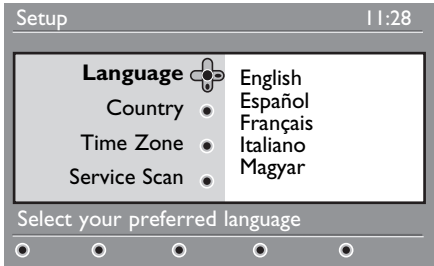 Setup 11:28
Language
Country
Time Zone
Service Scan
English
Español
Français
Italiano
Magyar
Select your preferred language